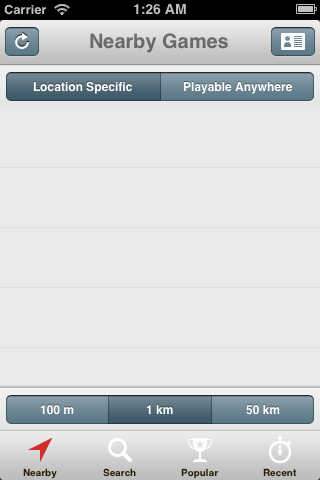 Carrier 1:26 AM
Nearby Games
Location Specific Playable Anywhere
100 m 1 km 50 km
Nearby Search Popular Recent